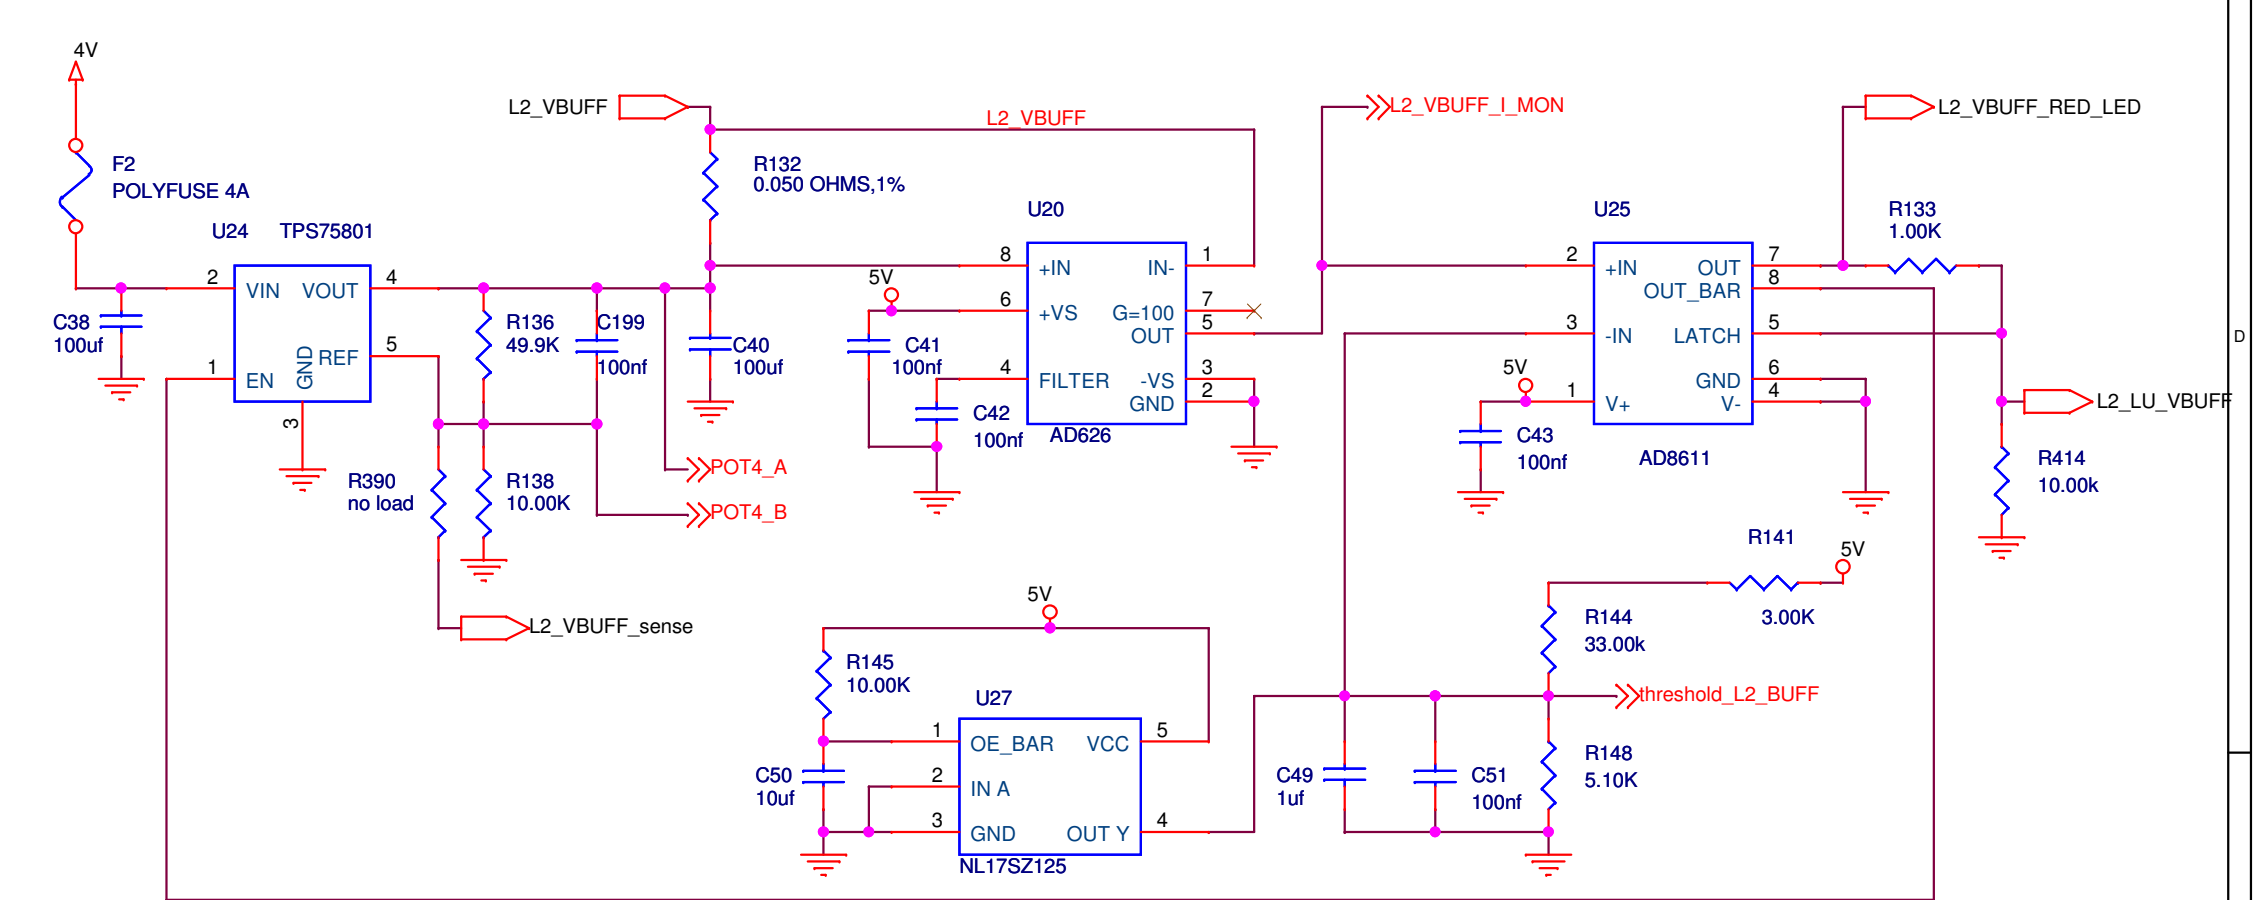 4V
F2
POLYFUSE 4A
U24 TPS75801
2 VIN VOUT 4
C38
100uf
1 EN GND REF 5
3
R136
49.9K
C199
100nf
C40
100uf
R390
no load
R138
10.00K
POT4_A
POT4_B
L2_VBUFF_sense
L2_VBUFF
L2_VBUFF
R132
0.050 OHMS,1%
U20
8 +IN IN- 1
5V
6 +VS G=100 7
OUT 5
4 FILTER -VS 3
GND 2
AD626
C41
100nf
C42
100nf
L2_VBUFF_I_MON
U25
2 +IN OUT 7
OUT_BAR 8
3 -IN LATCH 5
GND 6
1 V+ V- 4
AD8611
5V
C43
100nf
L2_VBUFF_RED_LED
R133
1.00K
L2_LU_VBUFF
R414
10.00k
R141
5V
3.00K
R144
33.00k
threshold_L2_BUFF
R148
5.10K
C49
1uf
C51
100nf
5V
R145
10.00K
U27
1 OE_BAR VCC 5
2 IN A
3 GND OUT Y 4
NL17SZ125
C50
10uf
D